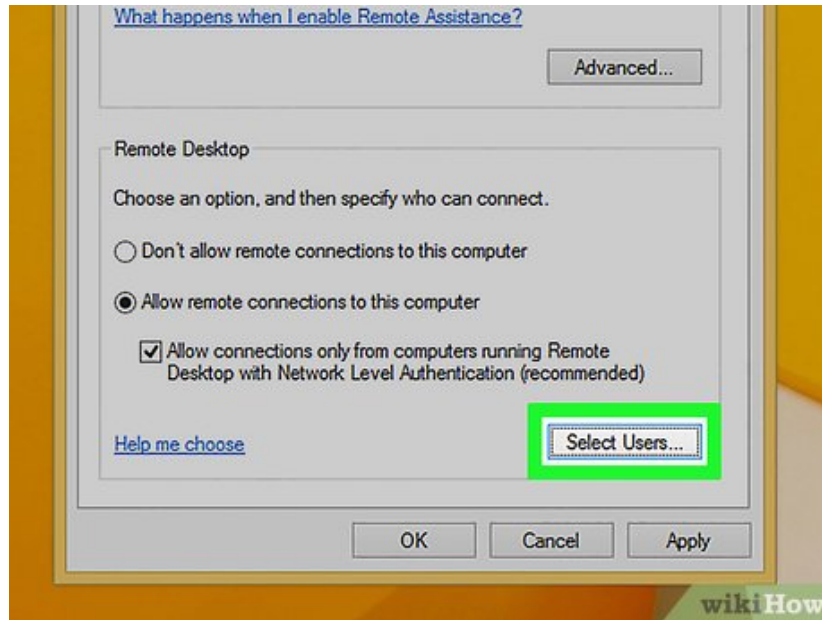 What happens when I enable Remote Assistance?
Advanced...
Remote Desktop
Choose an option, and then specify who can connect.
Don't allow remote connections to this computer
Allow remote connections to this computer
Allow connections only from computers running Remote
Desktop with Network Level Authentication (recommended)
Help me choose
Select Users...
OK Cancel Apply
wikiHow